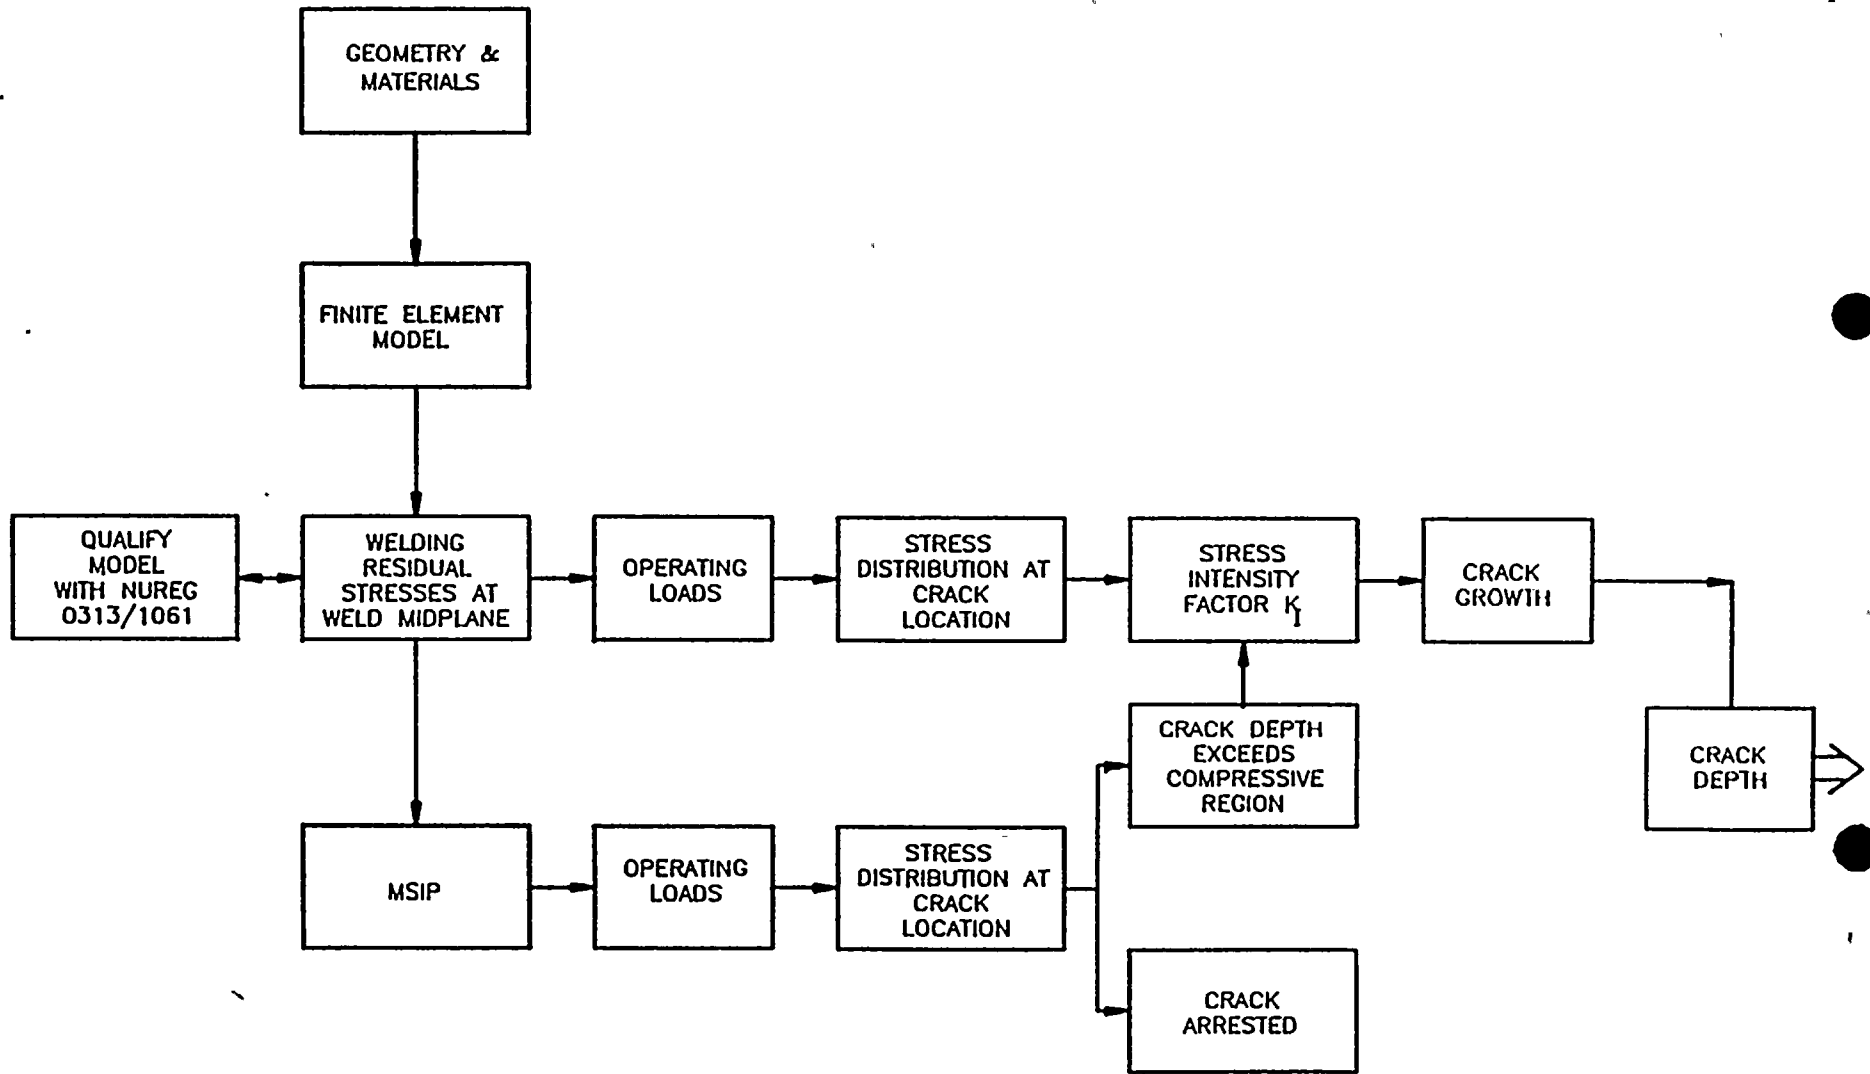 GEOMETRY &
MATERIALS
FINITE ELEMENT
MODEL
QUALIFY
MODEL
WITH NUREG
0313/1061
WELDING
RESIDUAL
STRESSES AT
WELD MIDPLANE
OPERATING
LOADS
STRESS
DISTRIBUTION AT
CRACK
LOCATION
STRESS
INTENSITY
FACTOR K_I
CRACK
GROWTH
CRACK DEPTH
EXCEEDS
COMPRESSIVE
REGION
CRACK
DEPTH
MSIP
OPERATING
LOADS
STRESS
DISTRIBUTION AT
CRACK
LOCATION
CRACK
ARRESTED